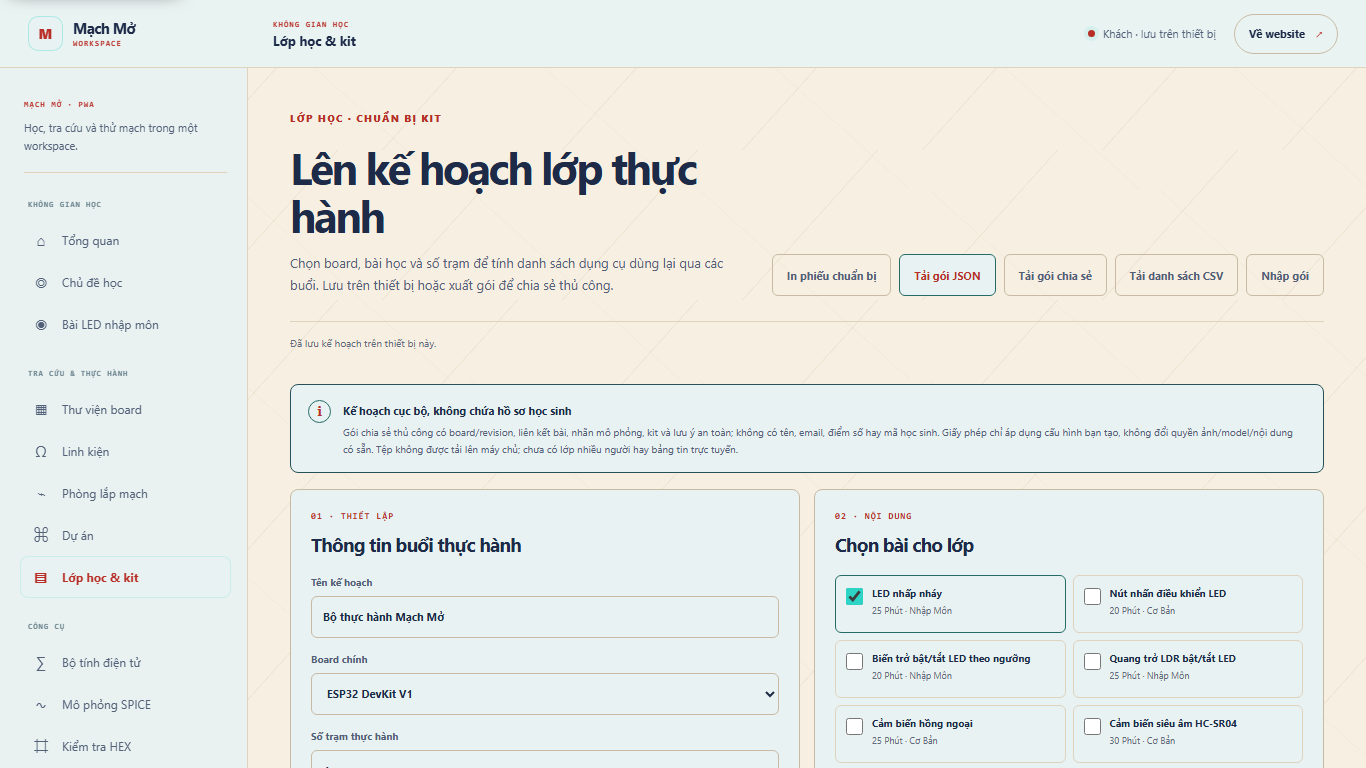 M
Mạch Mở
WORKSPACE
KHÔNG GIAN HỌC
Lớp học & kit
Khách · lưu trên thiết bị
Về website ↗
MẠCH MỞ · PWA
Học, tra cứu và thử mạch trong một
workspace.
KHÔNG GIAN HỌC
Tổng quan
Chủ đề học
Bài LED nhập môn
TRA CỨU & THỰC HÀNH
Thư viện board
Linh kiện
Phòng lắp mạch
Dự án
Lớp học & kit
CÔNG CỤ
Bộ tính điện tử
Mô phỏng SPICE
Kiểm tra HEX
LỚP HỌC · CHUẨN BỊ KIT
Lên kế hoạch lớp thực
hành
Chọn board, bài học và số trạm để tính danh sách dụng cụ dùng lại qua các
buổi. Lưu trên thiết bị hoặc xuất gói để chia sẻ thủ công.
In phiếu chuẩn bị
Tải gói JSON
Tải gói chia sẻ
Tải danh sách CSV
Nhập gói
Đã lưu kế hoạch trên thiết bị này.
i
Kế hoạch cục bộ, không chứa hồ sơ học sinh
Gói chia sẻ thủ công có board/revision, liên kết bài, nhãn mô phỏng, kit và lưu ý an toàn; không có tên, email, điểm số hay mã học sinh. Giấy phép chỉ áp dụng cấu hình bạn tạo, không đổi quyền ảnh/model/nội dung
có sẵn. Tệp không được tải lên máy chủ; chưa có lớp nhiều người hay bảng tin trực tuyến.
01 · THIẾT LẬP
Thông tin buổi thực hành
Tên kế hoạch
Bộ thực hành Mạch Mở
Board chính
ESP32 DevKit V1
Số trạm thực hành
02 · NỘI DUNG
Chọn bài cho lớp
LED nhấp nháy
25 Phút · Nhập Môn
Nút nhấn điều khiển LED
20 Phút · Cơ Bản
Biến trở bật/tắt LED theo ngưỡng
20 Phút · Nhập Môn
Quang trở LDR bật/tắt LED
25 Phút · Nhập Môn
Cảm biến hồng ngoại
25 Phút · Cơ Bản
Cảm biến siêu âm HC-SR04
30 Phút · Cơ Bản